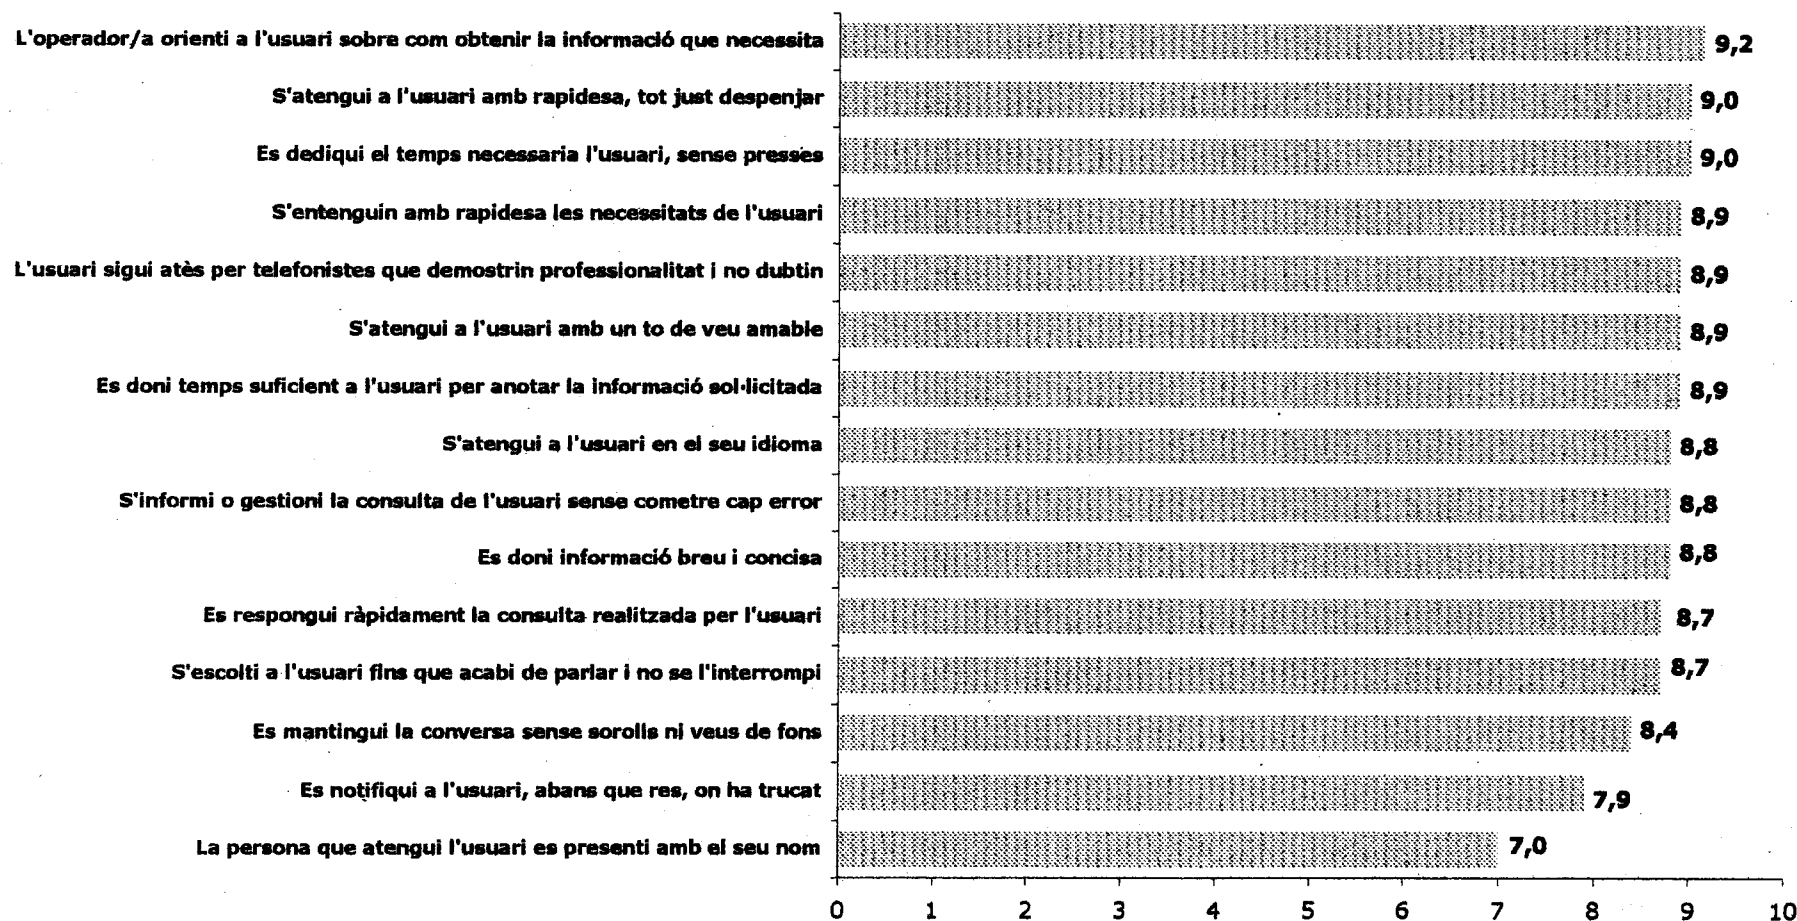 L'operador/a orienti a l'usuari sobre com obtenir la informació que necessita 9,2
S'atengui a l'usuari amb rapidesa, tot just despenjar 9,0
Es dediqui el temps necessaria l'usuari, sense presses 9,0
S'entenguin amb rapidesa les necessitats de l'usuari 8,9
L'usuari sigui atès per telefonistes que demostrin professionalitat i no dubtin 8,9
S'atengui a l'usuari amb un to de veu amable 8,9
Es doni temps suficient a l'usuari per anotar la informació sol·licitada 8,9
S'atengui a l'usuari en el seu idioma 8,8
S'informi o gestioni la consulta de l'usuari sense cometre cap error 8,8
Es doni informació breu i concisa 8,8
Es respongui ràpidament la consulta realitzada per l'usuari 8,7
S'escolti a l'usuari fins que acabi de parlar i no se l'interrompi 8,7
Es mantingui la conversa sense sorolls ni veus de fons 8,4
Es notifiqui a l'usuari, abans que res, on ha trucat 7,9
La persona que atengui l'usuari es presenti amb el seu nom 7,0
0 1 2 3 4 5 6 7 8 9 10